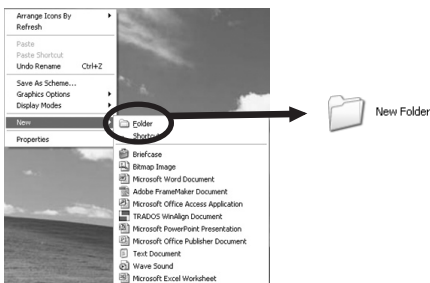 Arrange Icons By
Refresh
Paste
Paste Shortcut
Undo Rename Ctrl+Z
Save As Scheme...
Graphics Options
Display Modes
New
Properties
Folder
Shortcut
Briefcase
Bitmap Image
Microsoft Word Document
Adobe FrameMaker Document
Microsoft Office Access Application
TRADOS WinAlign Document
Microsoft PowerPoint Presentation
Microsoft Office Publisher Document
Text Document
Wave Sound
Microsoft Excel Worksheet
New Folder